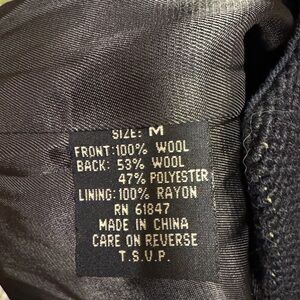 SIZE: M
FRONT:100% WOOL
BACK: 53% WOOL
47% POLYESTER
LINING:100% RAYON
RN 61847
MADE IN CHINA
CARE ON REVERSE
T.S.V.P.